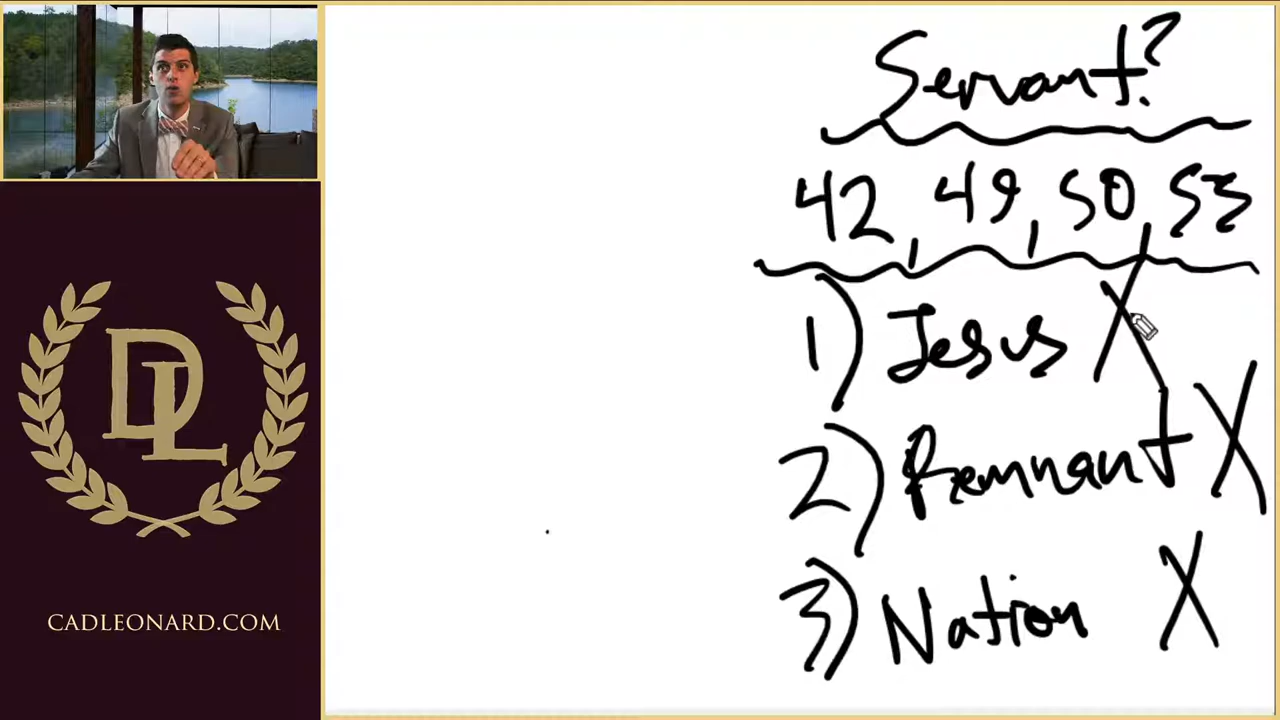 Servant?
42, 49, 50, 53
1) Jesus X
2) Remnant X
3) Nation X
DL
CADLEONARD.COM